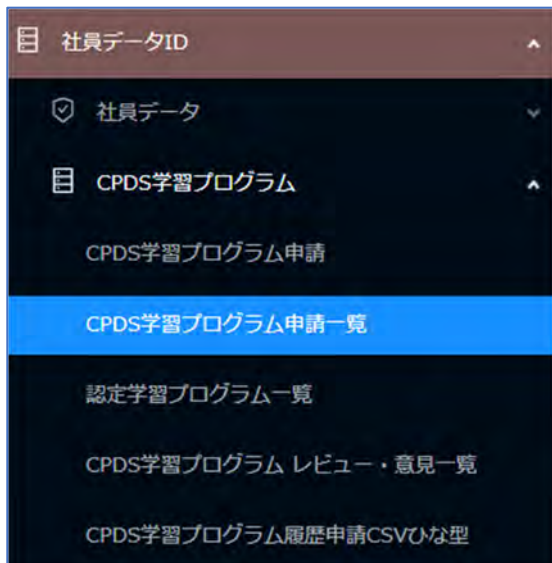 社員データID
社員データ
CPDS学習プログラム
CPDS学習プログラム申請
CPDS学習プログラム申請一覧
認定学習プログラム一覧
CPDS学習プログラム レビュー・意見一覧
CPDS学習プログラム履歴申請CSVひな型